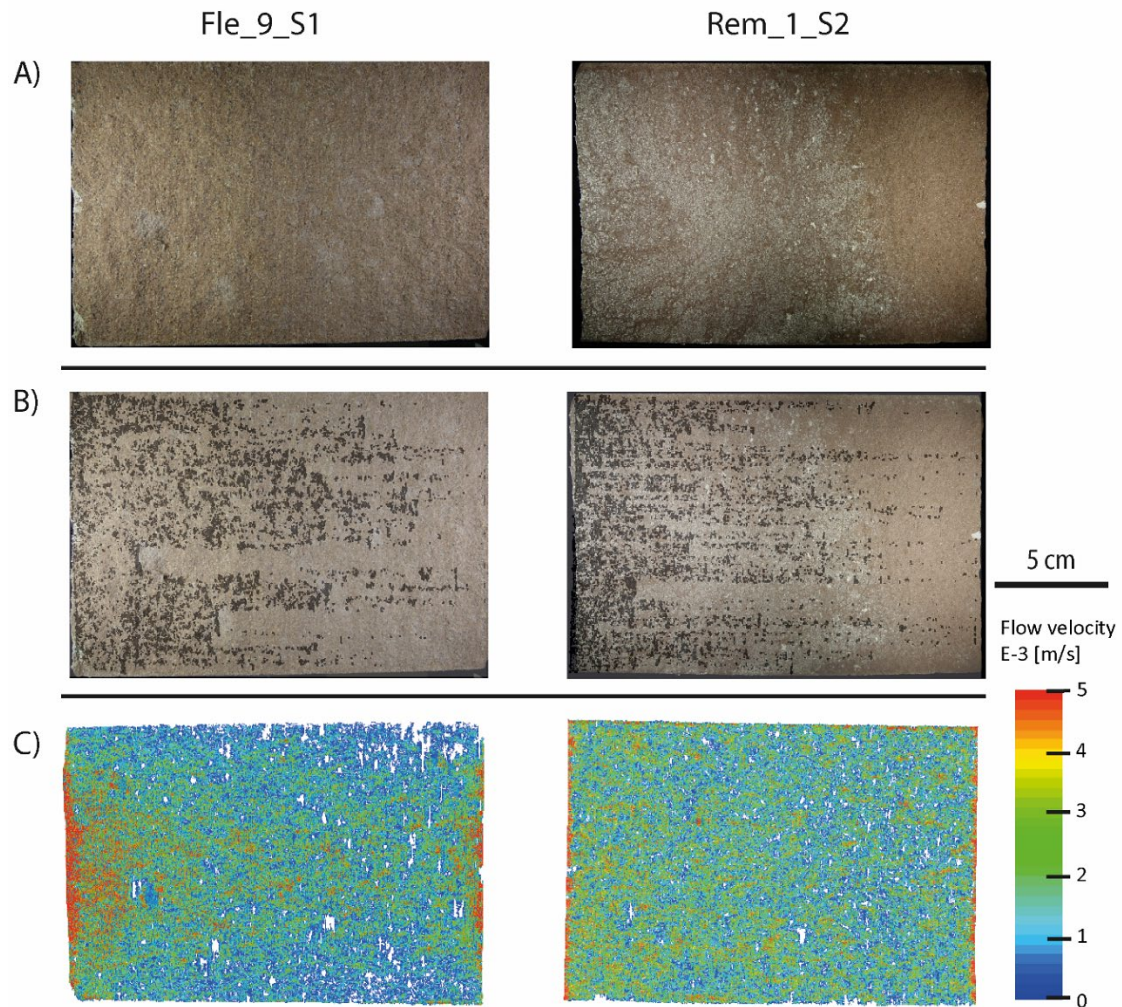 Fle_9_S1
Rem_1_S2
A)
B)
5 cm
Flow velocity
E-3 [m/s]
5
4
3
2
1
0
C)